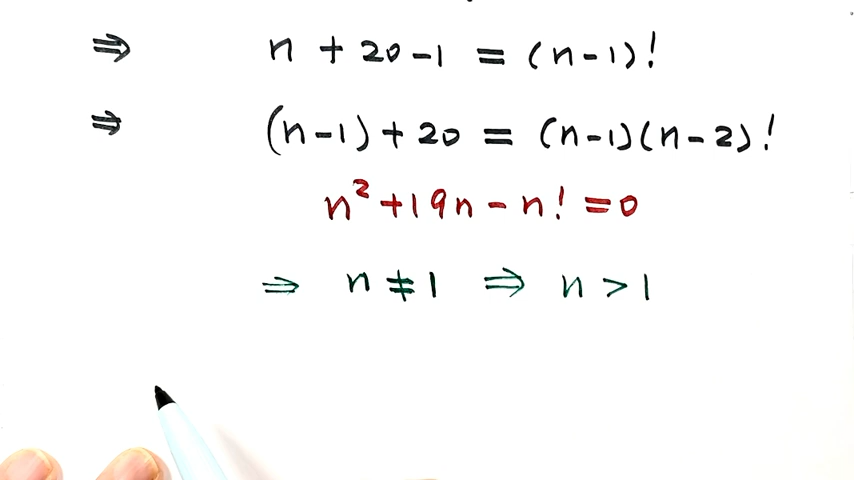 ⇒ n + 20 - 1 = (n-1)!
⇒ (n-1) + 20 = (n-1)(n-2)!
n² + 19n - n! = 0
⇒ n ≠ 1 ⇒ n > 1